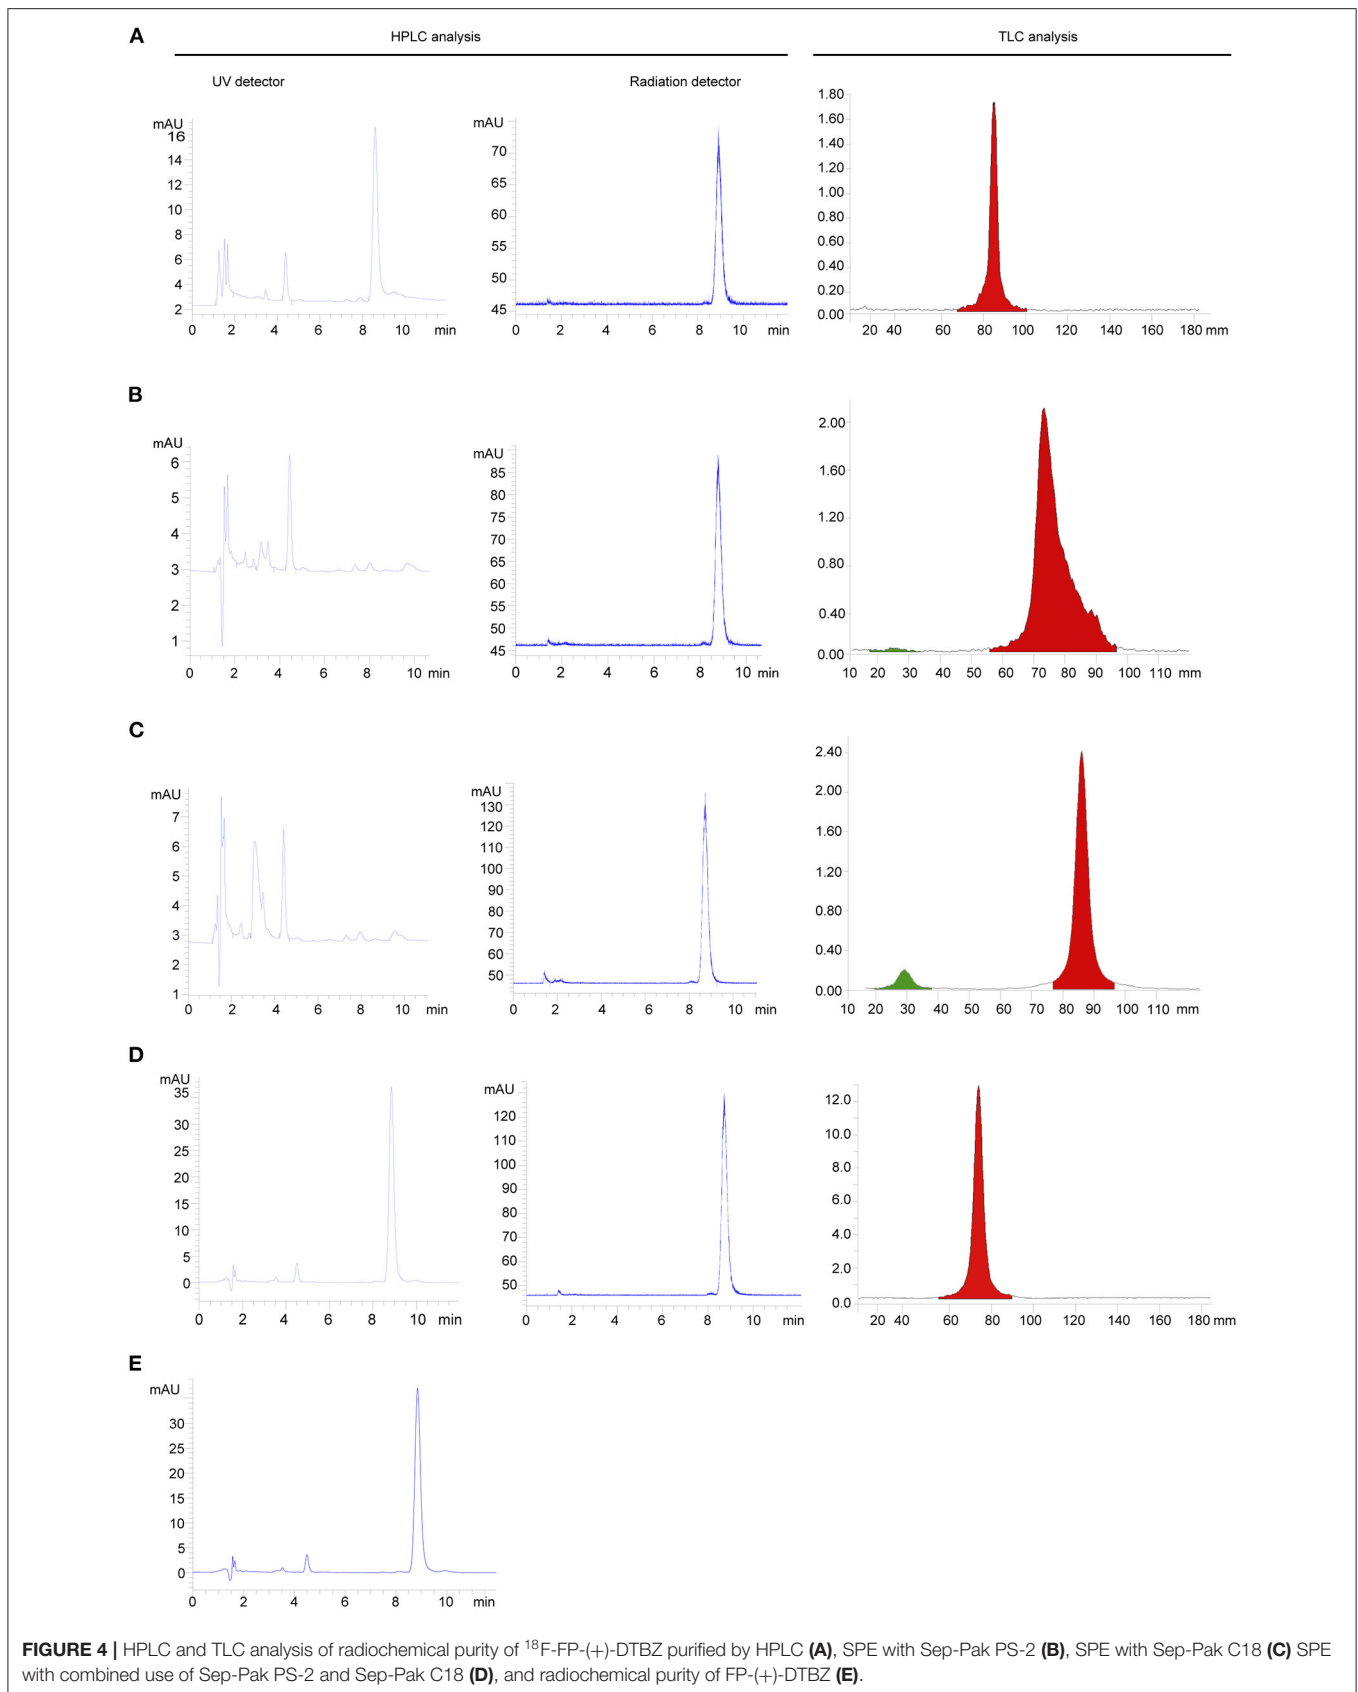 A
HPLC analysis
TLC analysis
UV detector
Radiation detector
mAU
16
14
12
10
8
6
4
2
0 2 4 6 8 10 min
mAU
70
65
60
55
50
45
0 2 4 6 8 10 min
1.80
1.60
1.40
1.20
1.00
0.80
0.60
0.40
0.20
0.00
20 40 60 80 100 120 140 160 180 mm
B
mAU
6
5
4
3
2
1
0 2 4 6 8 10 min
mAU
85
80
75
70
65
60
55
50
45
0 2 4 6 8 10 min
2.00
1.60
1.20
0.80
0.40
0.00
10 20 30 40 50 60 70 80 90 100 110 mm
C
mAU
7
6
5
4
3
2
1
0 2 4 6 8 10 min
mAU
130
120
110
100
90
80
70
60
50
0 2 4 6 8 10 min
2.40
2.00
1.60
1.20
0.80
0.40
0.00
10 20 30 40 50 60 70 80 90 100 110 mm
D
mAU
35
30
25
20
15
10
5
0
0 2 4 6 8 10 min
mAU
120
110
100
90
80
70
60
50
0 2 4 6 8 10 min
12.0
10.0
8.0
6.0
4.0
2.0
0.0
20 40 60 80 100 120 140 160 180 mm
E
mAU
30
25
20
15
10
5
0
0 2 4 6 8 10 min
FIGURE 4 | HPLC and TLC analysis of radiochemical purity of ¹⁸F-FP-(+)-DTBZ purified by HPLC (A), SPE with Sep-Pak PS-2 (B), SPE with Sep-Pak C18 (C) SPE
with combined use of Sep-Pak PS-2 and Sep-Pak C18 (D), and radiochemical purity of FP-(+)-DTBZ (E).